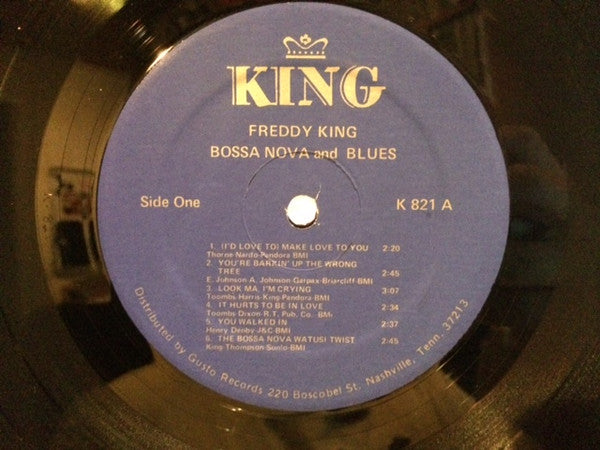 KING
FREDDY KING
BOSSA NOVA and BLUES
Side One
K 821 A
1. (I'D LOVE TO) MAKE LOVE TO YOU 2:20
Thorne-Nardo-Pandora BMI
2. YOU'RE BARKIN' UP THE WRONG
TREE 2:45
E. Johnson-A. Johnson-Garpax-Briarcliff-BMI
3. LOOK MA, I'M CRYING 3:07
Toombs-Harris-King-Pandora-BMI
4. IT HURTS TO BE IN LOVE 2:34
Toombs-Dixon-R.T. Pub. Co. BMI
5. YOU WALKED IN 2:37
Henry Denby-J&C-BMI
6. THE BOSSA NOVA WATUSI TWIST 2:45
King-Thompson-Sonlo-BMI
Distributed by Gusto Records 220 Boscobel St. Nashville, Tenn. 37213